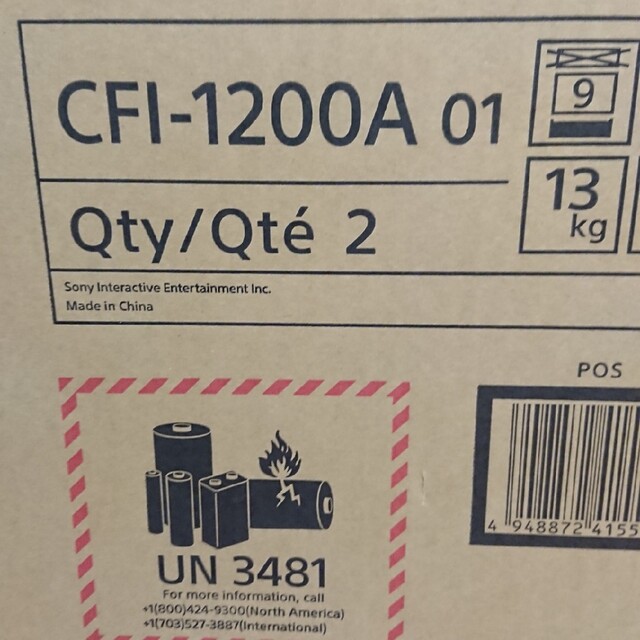 CFI-1200A 01
9
Qty/Qté 2
13
kg
Sony Interactive Entertainment Inc.
Made in China
POS
4 948872 4155
UN 3481
For more information, call
+1(800)424-9300(North America)
+1(703)527-3887(International)